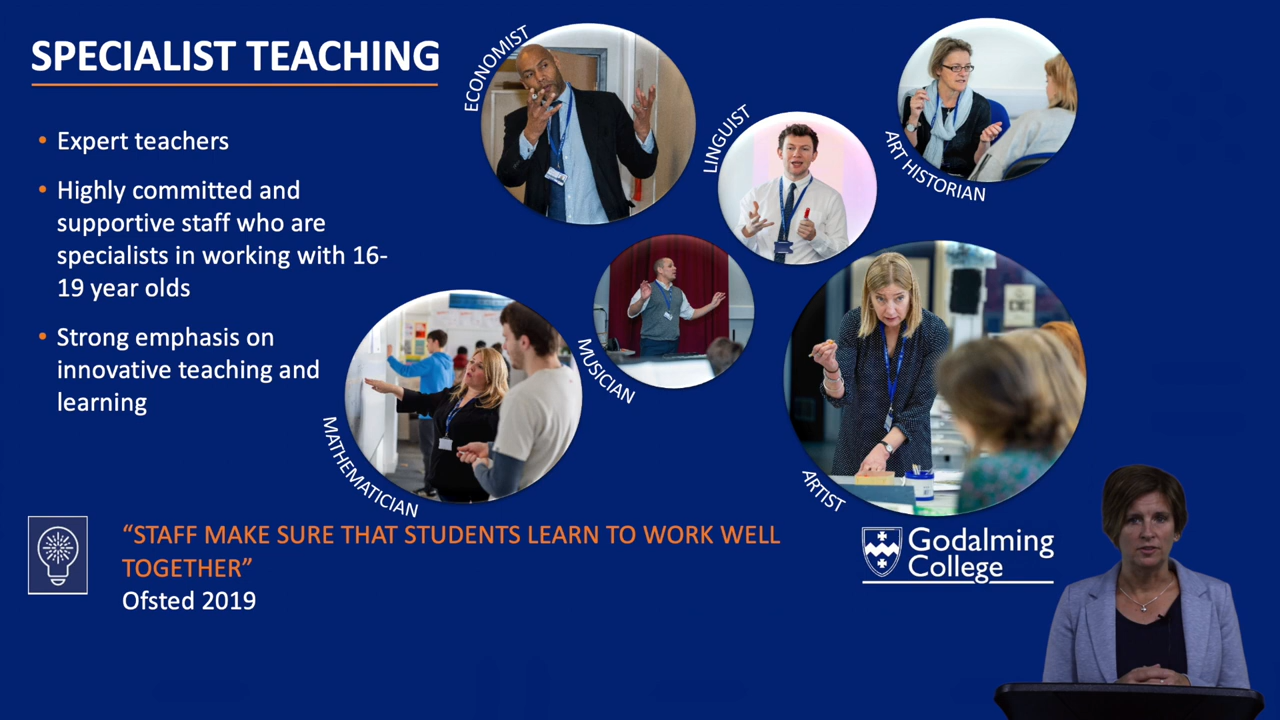 SPECIALIST TEACHING
• Expert teachers
• Highly committed and
supportive staff who are
specialists in working with 16-
19 year olds
• Strong emphasis on
innovative teaching and
learning
ECONOMIST
LINGUIST
ART HISTORIAN
MUSICIAN
MATHEMATICIAN
ARTIST
“STAFF MAKE SURE THAT STUDENTS LEARN TO WORK WELL
TOGETHER”
Ofsted 2019
Godalming
College